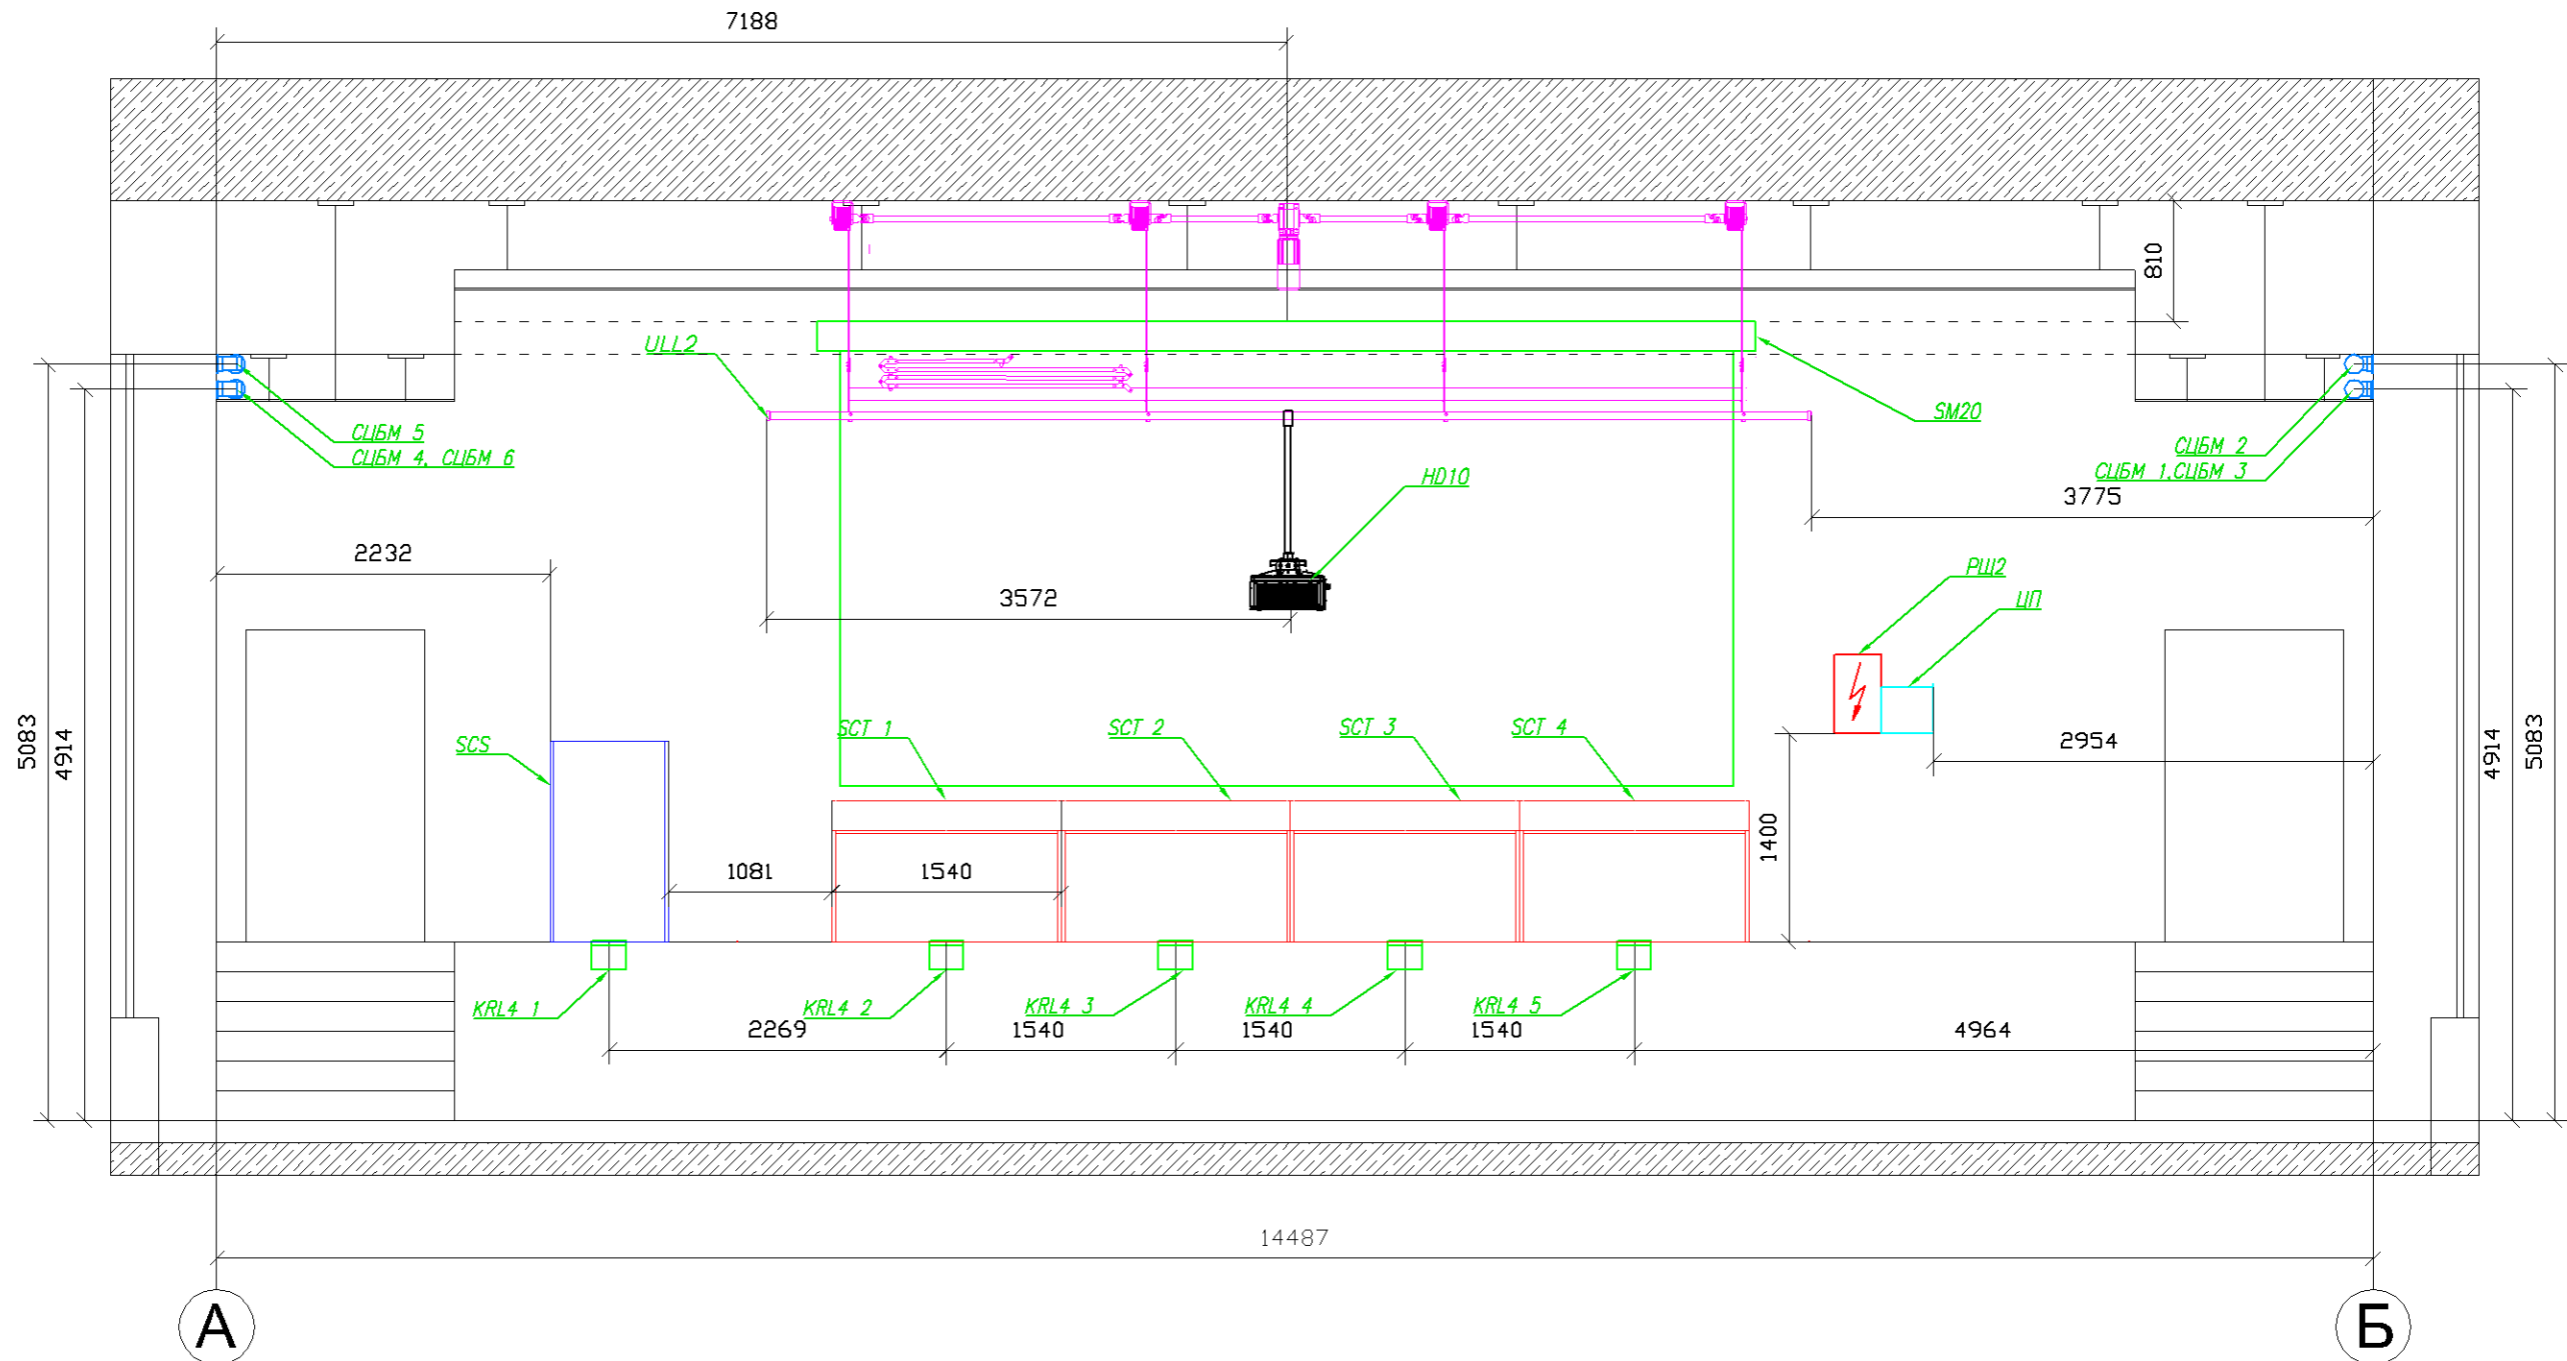 7188
810
ULL2
SM20
СЦБМ 5
СЦБМ 4, СЦБМ 6
СЦБМ 2
СЦБМ 1,СЦБМ 3
HD10
3775
2232
РЩ2
3572
ЦП
5083
4914
SCS
SCT 1
SCT 2
SCT 3
SCT 4
2954
4914
5083
1400
1081
1540
KRL4 1
KRL4 2
KRL4 3
KRL4 4
KRL4 5
2269
1540
1540
1540
4964
14487
А
Б